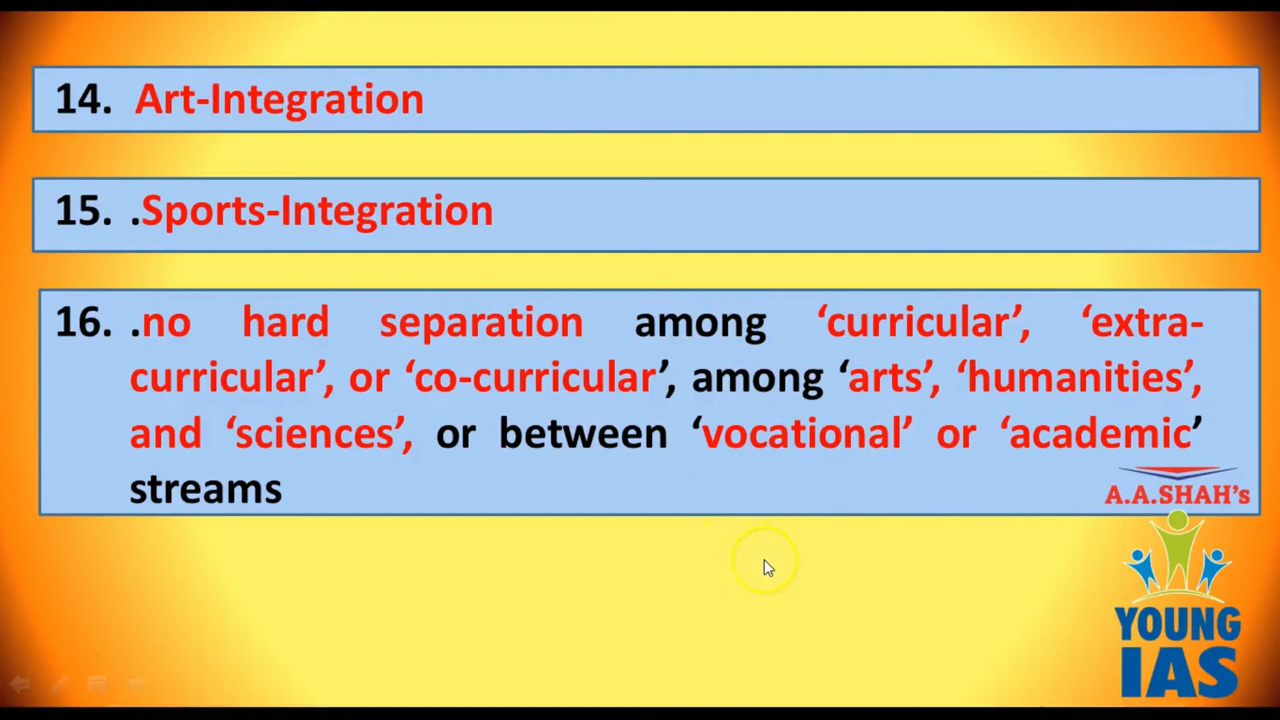 14. Art-Integration
15. .Sports-Integration
16. .no hard separation among ‘curricular’, ‘extra-
curricular’, or ‘co-curricular’, among ‘arts’, ‘humanities’,
and ‘sciences’, or between ‘vocational’ or ‘academic’
streams
A.A.SHAH's
YOUNG
IAS